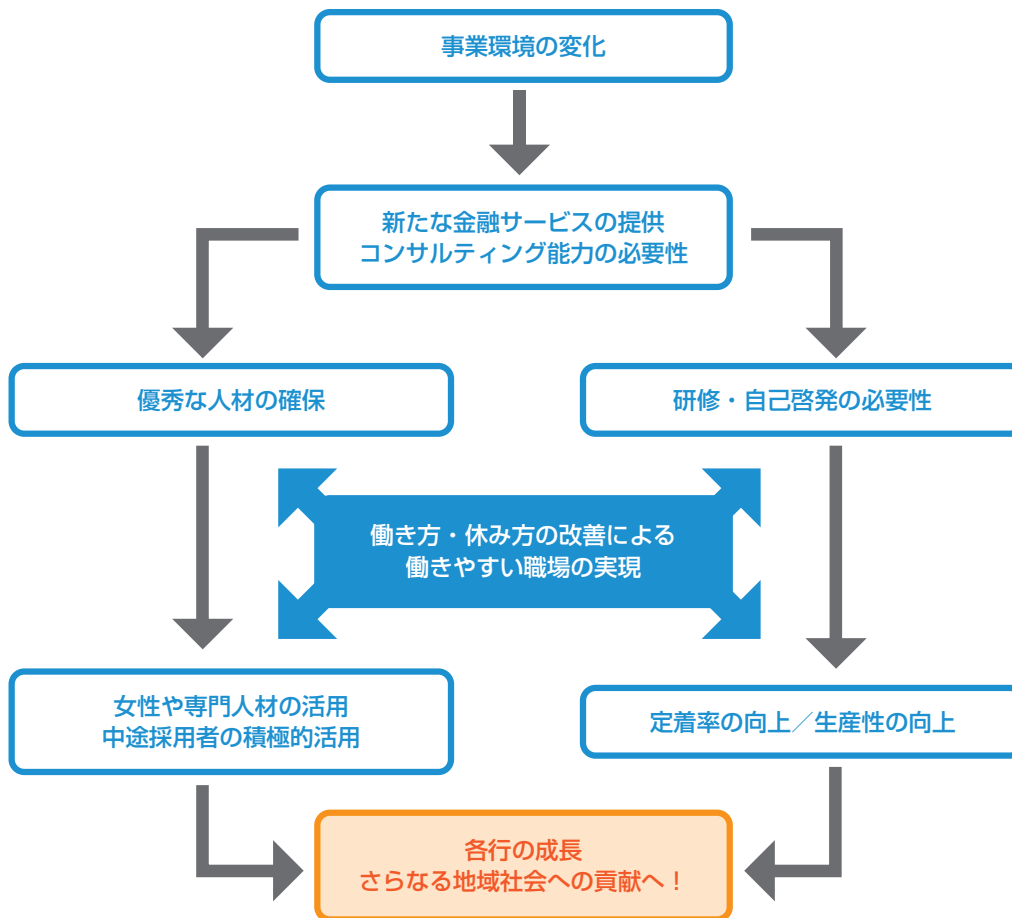 事業環境の変化
新たな金融サービスの提供
コンサルティング能力の必要性
優秀な人材の確保
研修・自己啓発の必要性
働き方・休み方の改善による
働きやすい職場の実現
女性や専門人材の活用
中途採用者の積極的活用
定着率の向上／生産性の向上
各行の成長
さらなる地域社会への貢献へ！